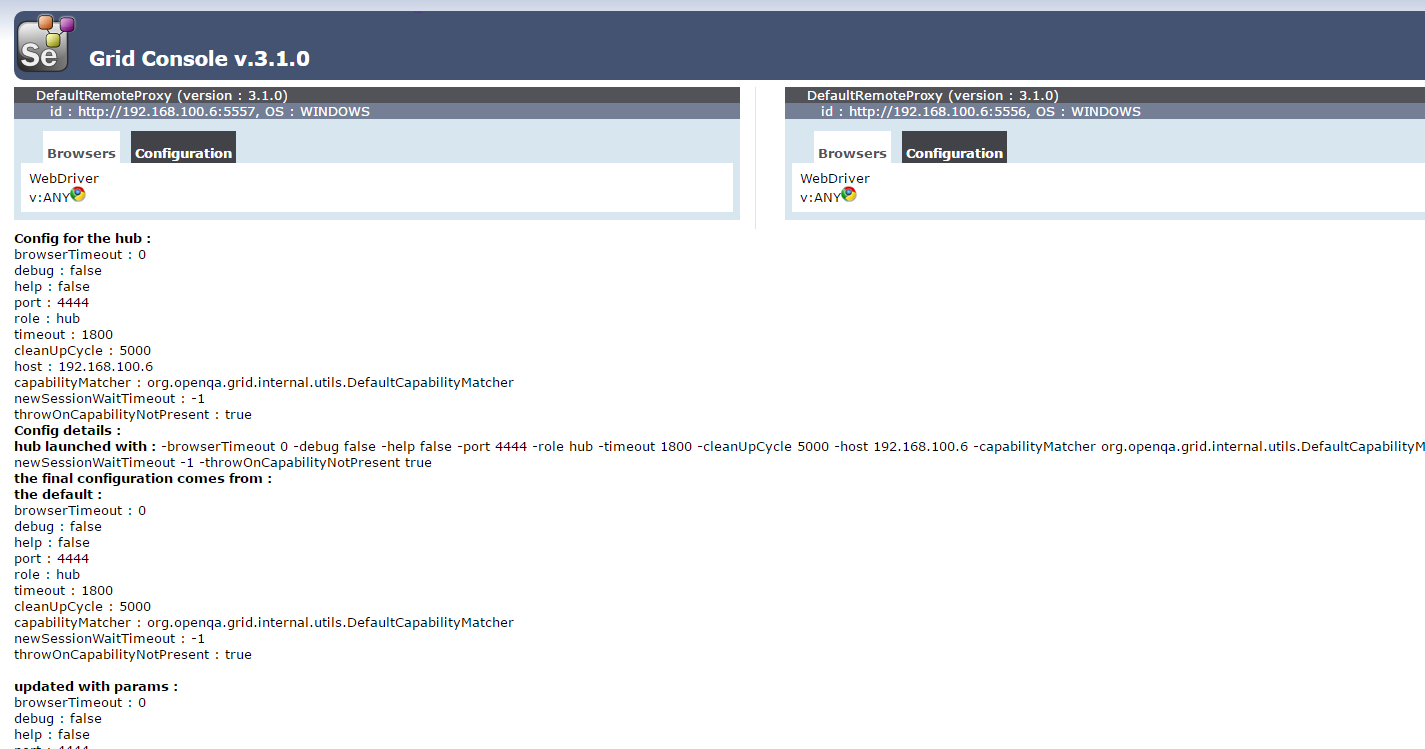 Se
Grid Console v.3.1.0
DefaultRemoteProxy (version : 3.1.0)
id : http://192.168.100.6:5557, OS : WINDOWS
Browsers Configuration
WebDriver
v:ANY
DefaultRemoteProxy (version : 3.1.0)
id : http://192.168.100.6:5556, OS : WINDOWS
Browsers Configuration
WebDriver
v:ANY
Config for the hub :
browserTimeout : 0
debug : false
help : false
port : 4444
role : hub
timeout : 1800
cleanUpCycle : 5000
host : 192.168.100.6
capabilityMatcher : org.openqa.grid.internal.utils.DefaultCapabilityMatcher
newSessionWaitTimeout : -1
throwOnCapabilityNotPresent : true
Config details :
hub launched with : -browserTimeout 0 -debug false -help false -port 4444 -role hub -timeout 1800 -cleanUpCycle 5000 -host 192.168.100.6 -capabilityMatcher org.openqa.grid.internal.utils.DefaultCapabilityM
newSessionWaitTimeout -1 -throwOnCapabilityNotPresent true
the final configuration comes from :
the default :
browserTimeout : 0
debug : false
help : false
port : 4444
role : hub
timeout : 1800
cleanUpCycle : 5000
capabilityMatcher : org.openqa.grid.internal.utils.DefaultCapabilityMatcher
newSessionWaitTimeout : -1
throwOnCapabilityNotPresent : true
updated with params :
browserTimeout : 0
debug : false
help : false
port : 4444